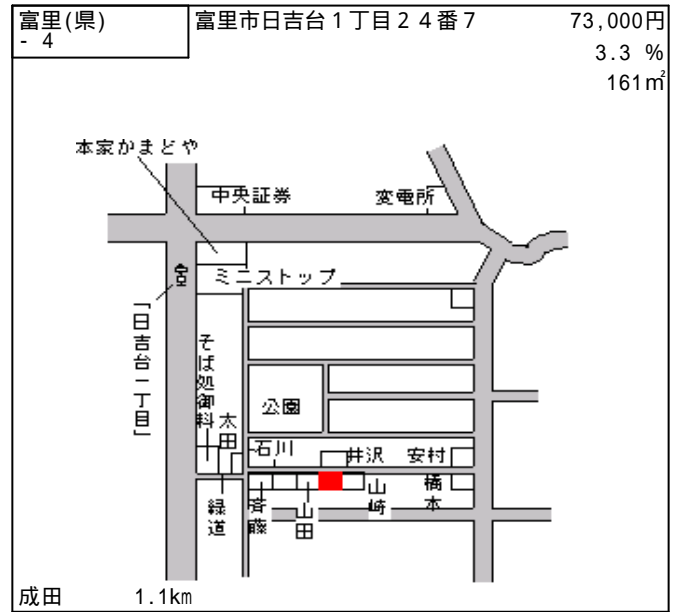 富里(県)
- 4
富里市日吉台１丁目２４番７
73,000円
3.3 %
161㎡
本家かまどや
中央証券
変電所
ミニストップ
「日吉台二丁目」
そば処御料
太田
公園
石川
井沢
安村
緑道
斉藤
山田
山崎
橋本
成田
1.1km